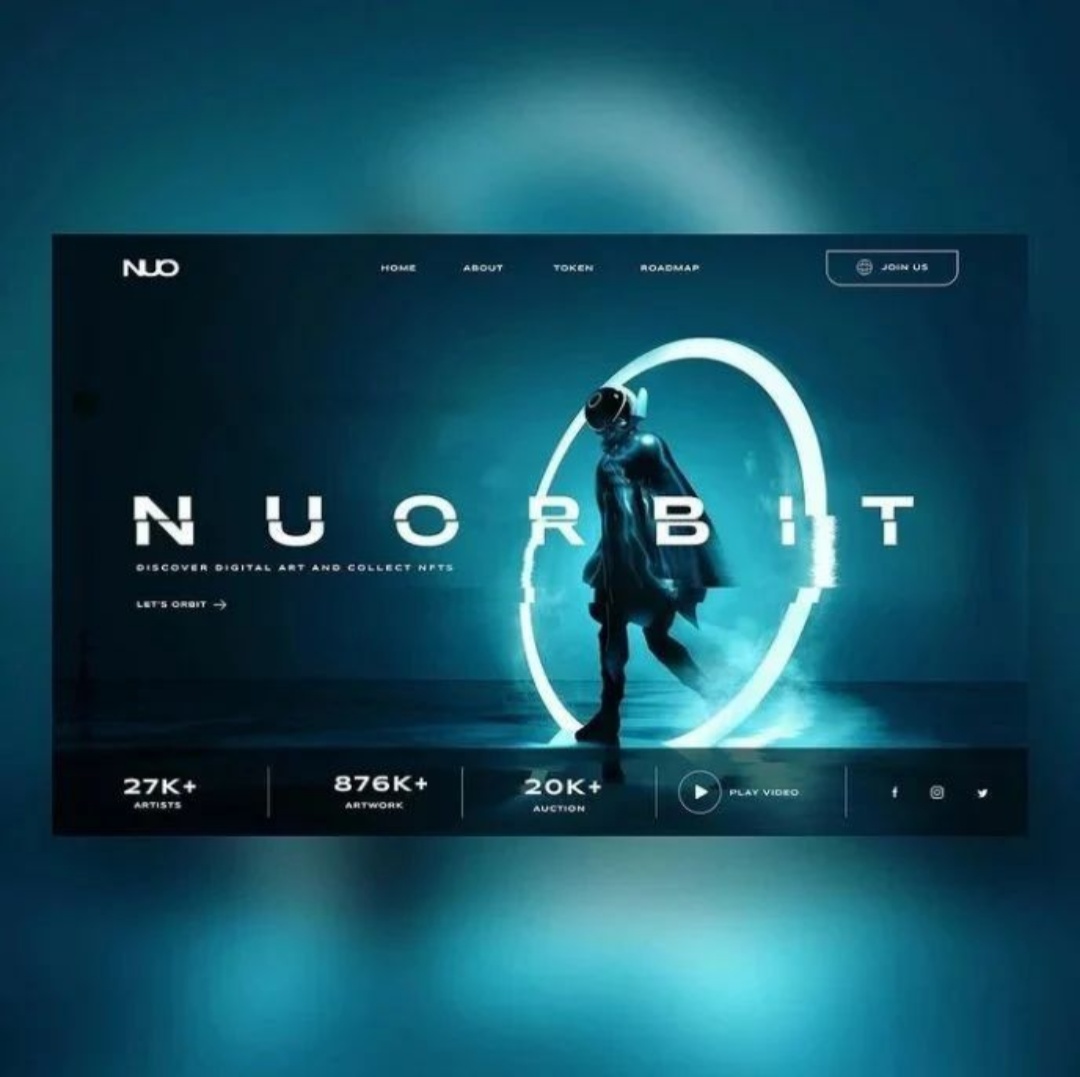 NUO
HOME ABOUT TOKEN ROADMAP
JOIN US
NUORBIT
DISCOVER DIGITAL ART AND COLLECT NFTS
LET'S ORBIT
27K+
ARTISTS
876K+
ARTWORK
20K+
AUCTION
PLAY VIDEO